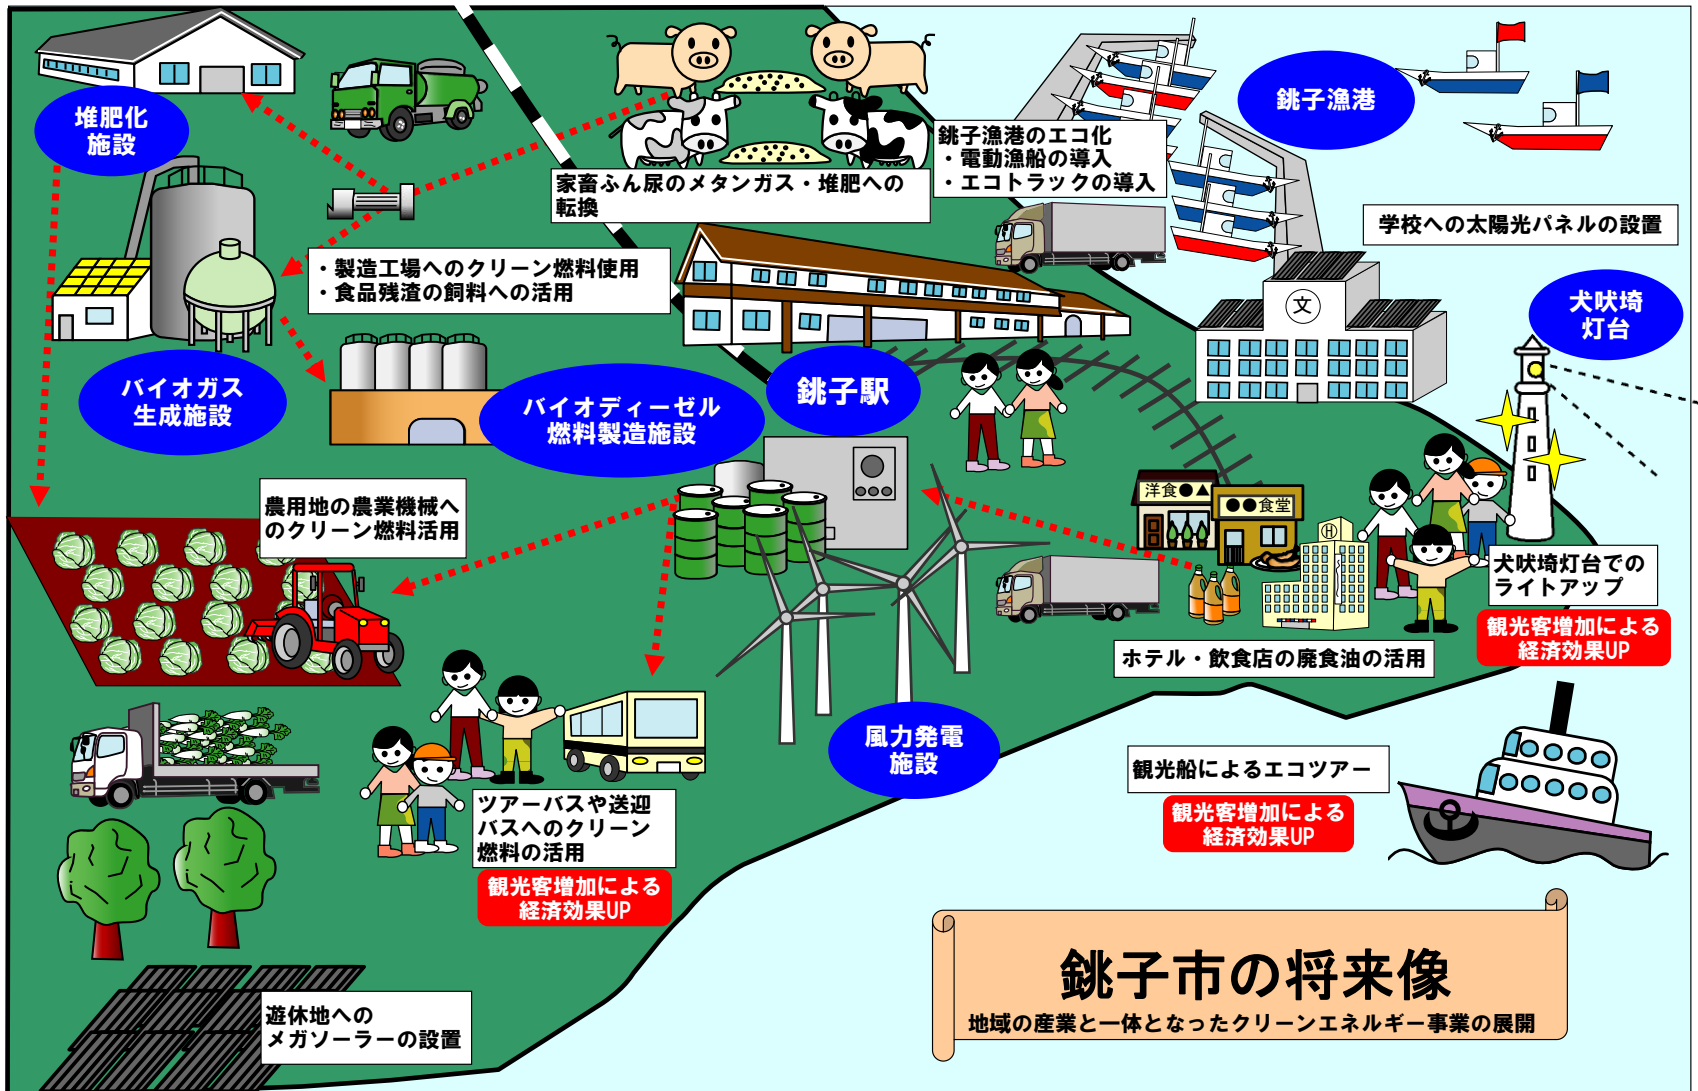 堆肥化
施設
家畜ふん尿のメタンガス・堆肥への
転換
銚子漁港のエコ化
・電動漁船の導入
・エコトラックの導入
銚子漁港
学校への太陽光パネルの設置
・製造工場へのクリーン燃料使用
・食品残渣の飼料への活用
文
犬吠埼
灯台
バイオガス
生成施設
バイオディーゼル
燃料製造施設
銚子駅
農用地の農業機械へ
のクリーン燃料活用
洋食●▲
●●食堂
H
犬吠埼灯台での
ライトアップ
観光客増加による
経済効果UP
ホテル・飲食店の廃食油の活用
風力発電
施設
観光船によるエコツアー
観光客増加による
経済効果UP
ツアーバスや送迎
バスへのクリーン
燃料の活用
観光客増加による
経済効果UP
遊休地への
メガソーラーの設置
銚子市の将来像
地域の産業と一体となったクリーンエネルギー事業の展開